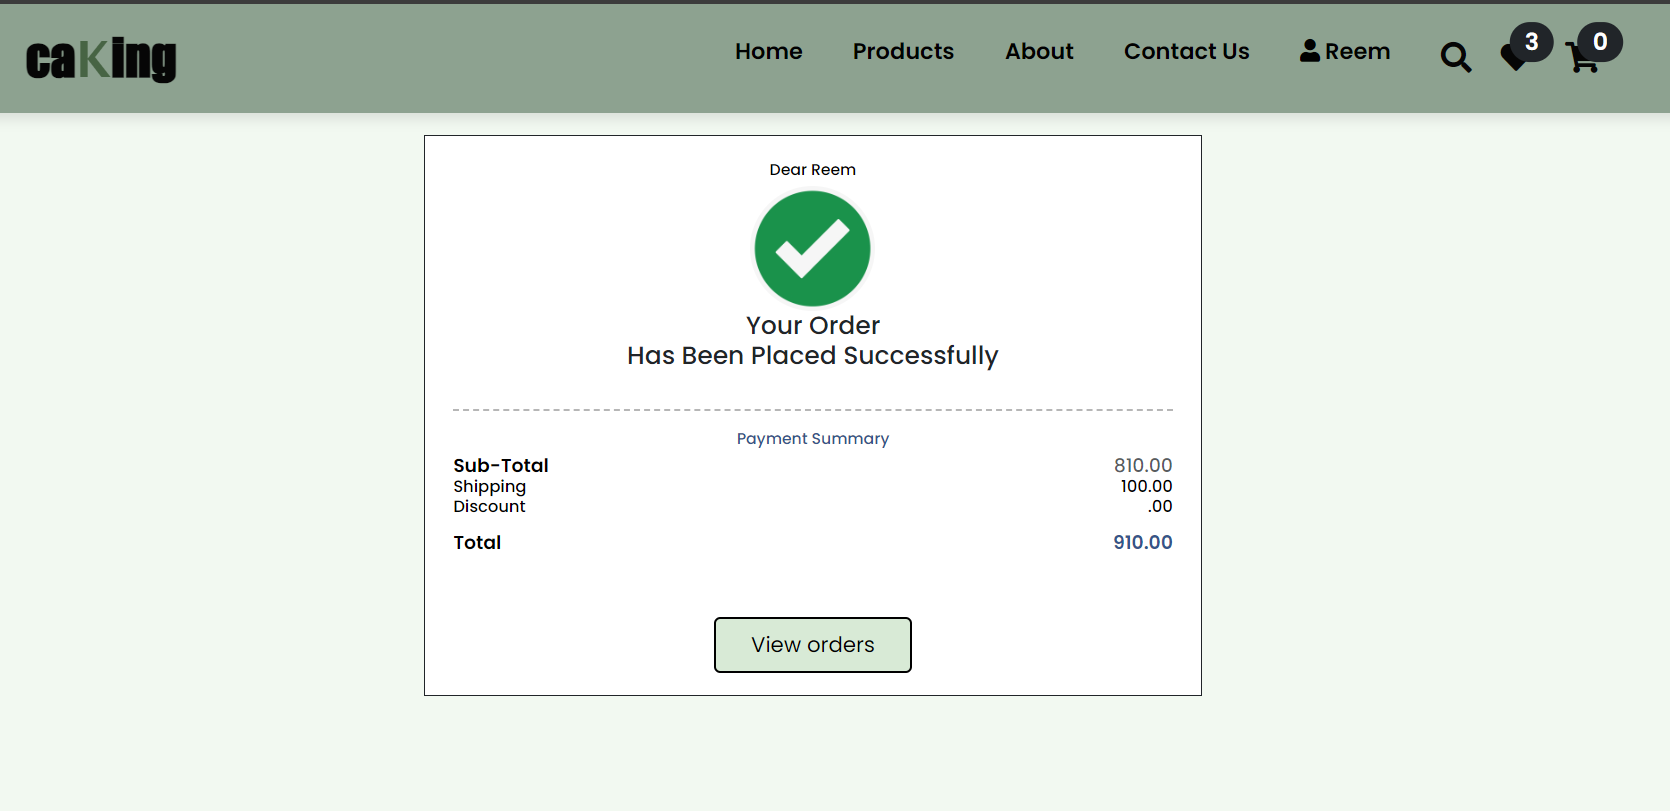 caKing
Home Products About Contact Us Reem 3 0
Dear Reem
Your Order
Has Been Placed Successfully
Payment Summary
Sub-Total 810.00
Shipping 100.00
Discount .00
Total 910.00
View orders